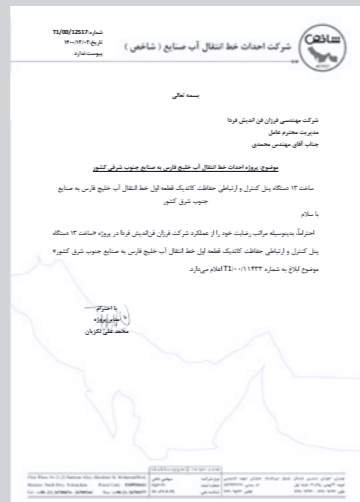 شماره: T1/00/12517
تاریخ: ۱۴۰۰/۱۲/۰۲
پیوست: ندارد
شاخص
شرکت احداث خط انتقال آب صنایع ( شاخص )
بسمه تعالی
شرکت مهندسی فرزان فن اندیش فردا
مدیریت محترم عامل
جناب آقای مهندس محمدی
موضوع: پروژه احداث خط انتقال آب خلیج فارس به صنایع جنوب شرقی کشور
ساخت ۱۳ دستگاه پنل کنترل و ارتباطی حفاظت کاتدیک قطعه اول خط انتقال آب خلیج فارس به صنایع
جنوب شرق کشور
با سلام
احتراماً، بدینوسیله مراتب رضایت خود را از عملکرد شرکت فرزان فن‌اندیش فردا در پروژه «ساخت ۱۳ دستگاه
پنل کنترل و ارتباطی حفاظت کاتدیک قطعه اول خط انتقال آب خلیج فارس به صنایع جنوب شرق کشور»
موضوع ابلاغ به شماره T1/۰۰/۱۱۴۳۳ اعلام می‌دارد.
با احترام
مدیر پروژه
محمد علی لکزیان